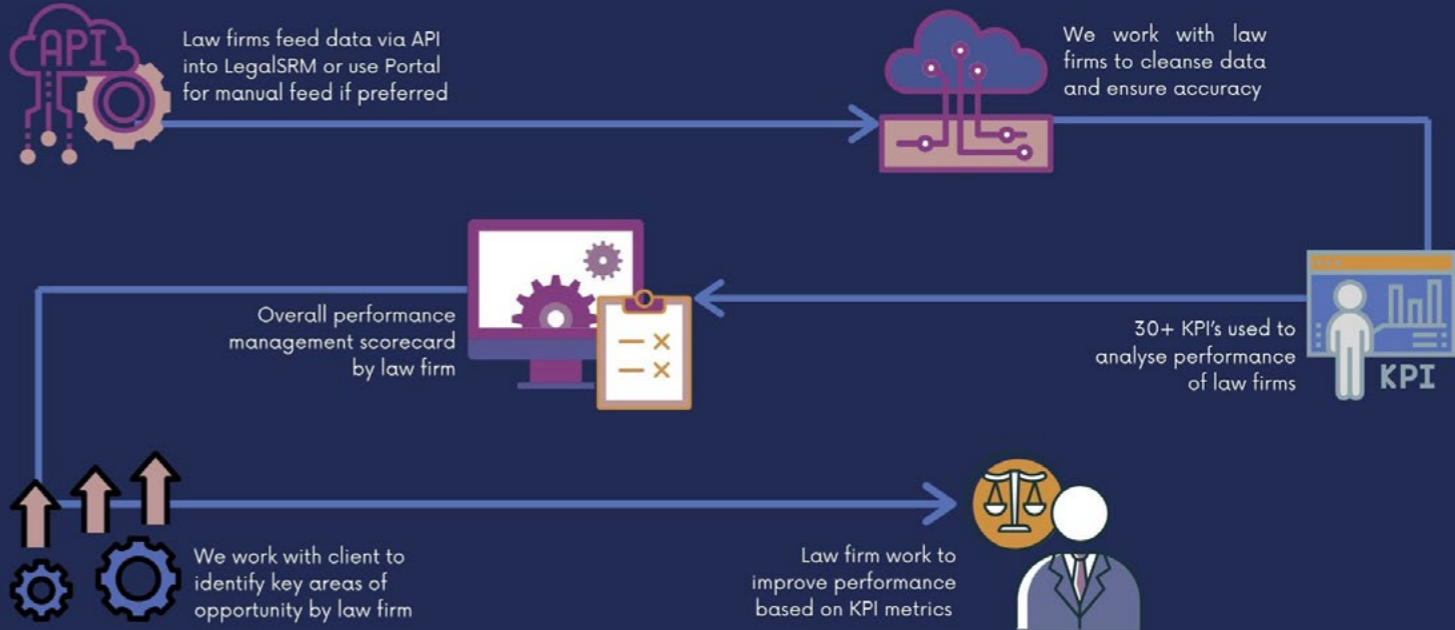 API
Law firms feed data via API
into LegalSRM or use Portal
for manual feed if preferred
We work with law
firms to cleanse data
and ensure accuracy
30+ KPI's used to
analyse performance
of law firms
KPI
Overall performance
management scorecard
by law firm
We work with client to
identify key areas of
opportunity by law firm
Law firm work to
improve performance
based on KPI metrics